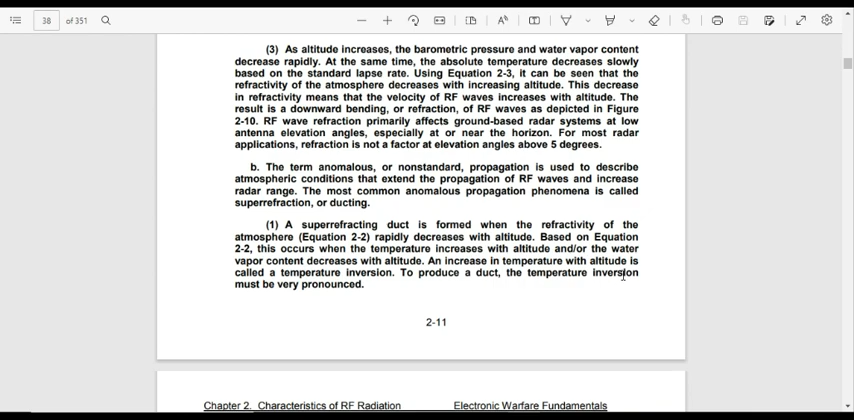 38 of 351
(3) As altitude increases, the barometric pressure and water vapor content
decrease rapidly. At the same time, the absolute temperature decreases slowly
based on the standard lapse rate. Using Equation 2-3, it can be seen that the
refractivity of the atmosphere decreases with increasing altitude. This decrease
in refractivity means that the velocity of RF waves increases with altitude. The
result is a downward bending, or refraction, of RF waves as depicted in Figure
2-10. RF wave refraction primarily affects ground-based radar systems at low
antenna elevation angles, especially at or near the horizon. For most radar
applications, refraction is not a factor at elevation angles above 5 degrees.
b. The term anomalous, or nonstandard, propagation is used to describe
atmospheric conditions that extend the propagation of RF waves and increase
radar range. The most common anomalous propagation phenomena is called
superrefraction, or ducting.
(1) A superrefracting duct is formed when the refractivity of the
atmosphere (Equation 2-2) rapidly decreases with altitude. Based on Equation
2-2, this occurs when the temperature increases with altitude and/or the water
vapor content decreases with altitude. An increase in temperature with altitude is
called a temperature inversion. To produce a duct, the temperature inversion
must be very pronounced.
2-11
Chapter 2. Characteristics of RF Radiation Electronic Warfare Fundamentals